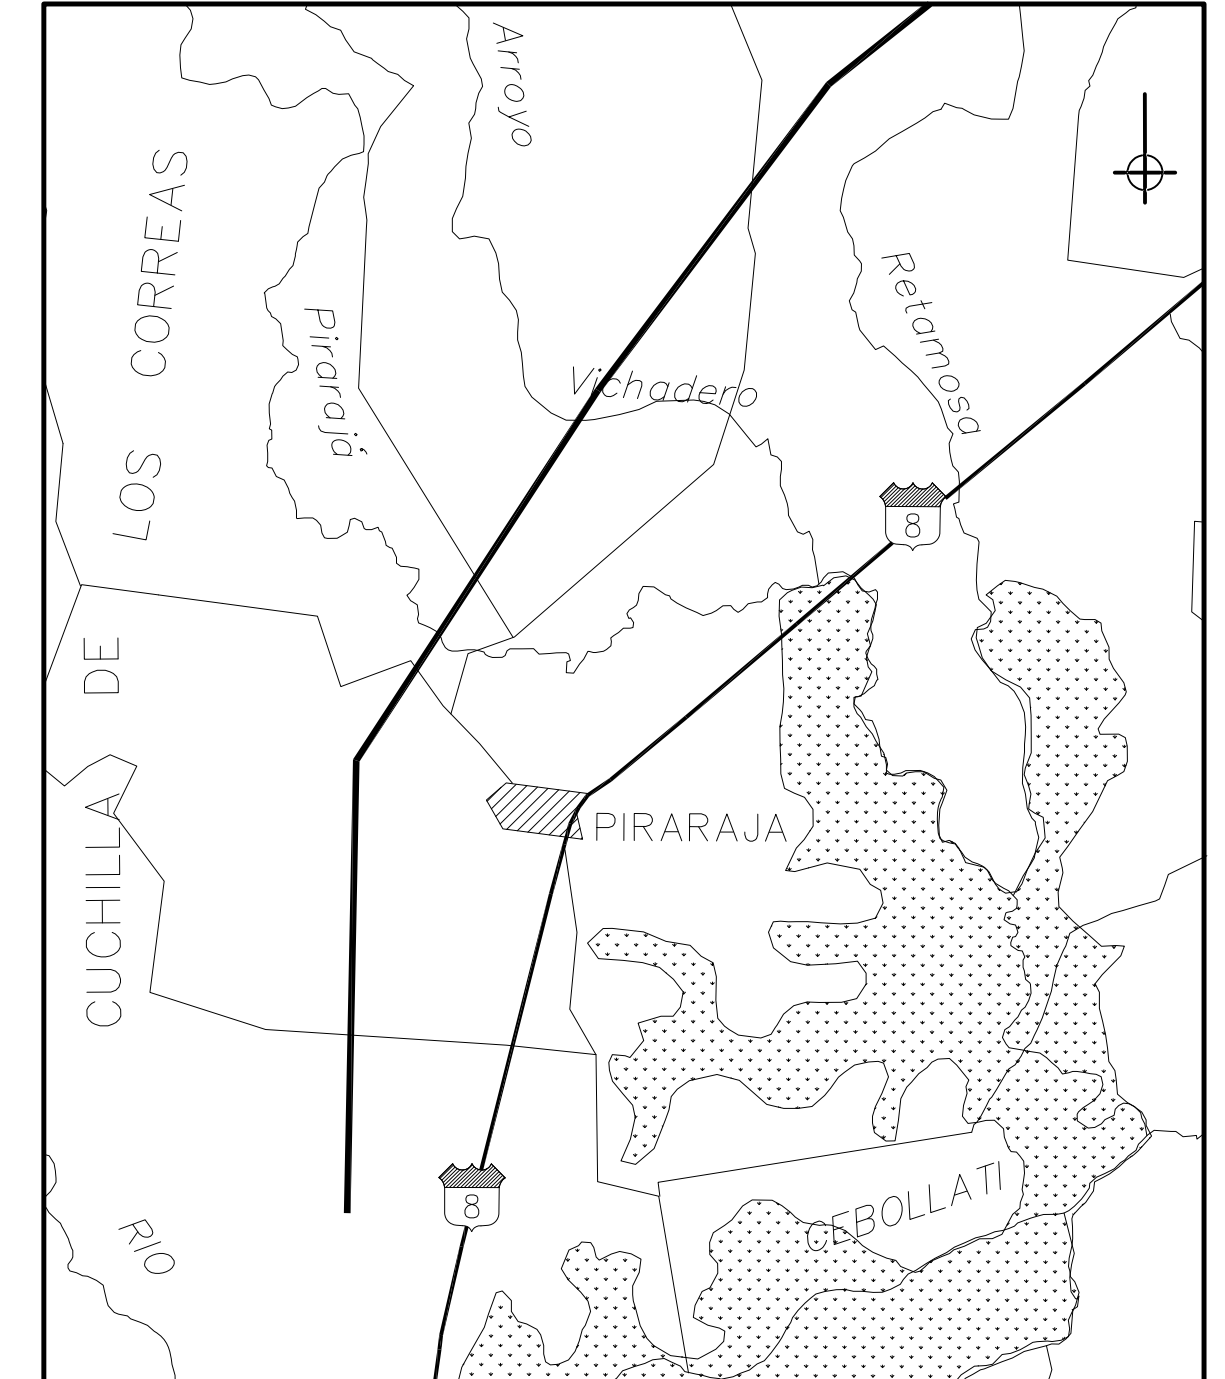 Arroyo
Vichadero
Retamosa
Pirarajá
CUCHILLA DE LOS CORREAS
8
PIRARAJA
8
RIO
CEBOLLATI